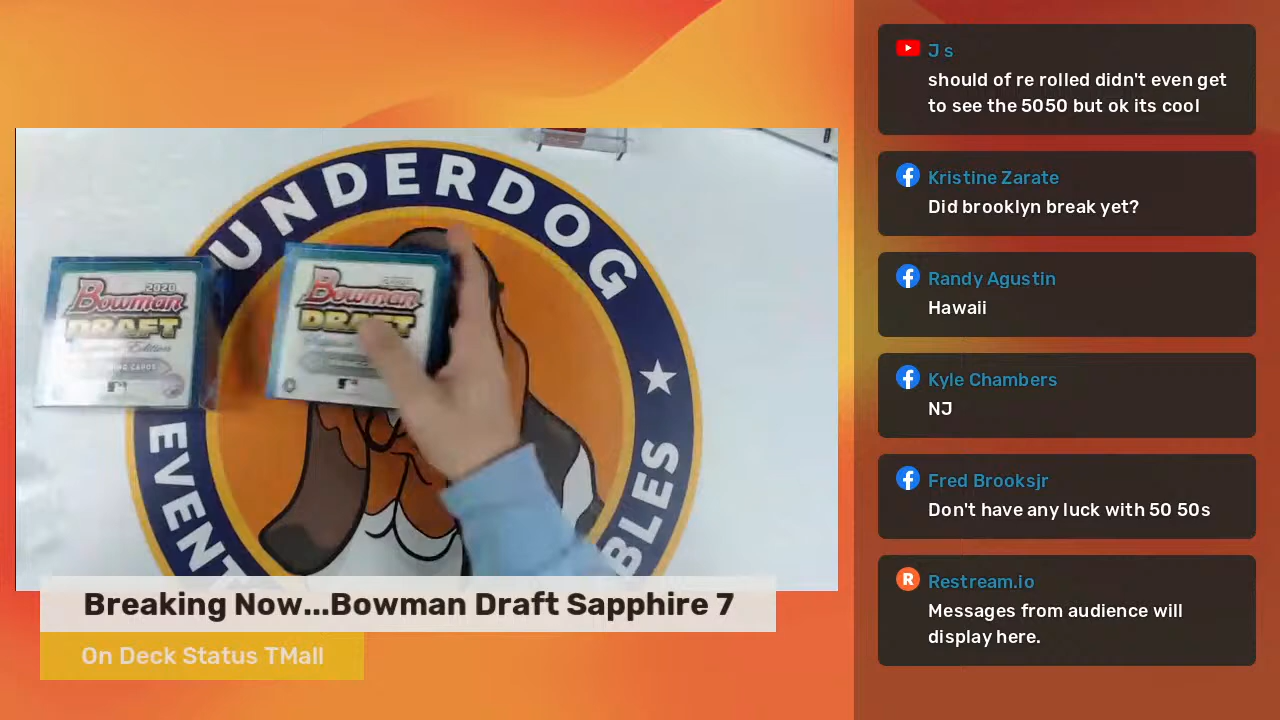 J s
should of re rolled didn't even get
to see the 5050 but ok its cool
Kristine Zarate
Did brooklyn break yet?
Randy Agustin
Hawaii
Kyle Chambers
NJ
Fred Brooksjr
Don't have any luck with 50 50s
R Restream.io
Messages from audience will
display here.
UNDERDOG
2020
Bowman
DRAFT
Edition
CARDS
Bowman
DRAFT
EVENT
BLES
Breaking Now...Bowman Draft Sapphire 7
On Deck Status TMall